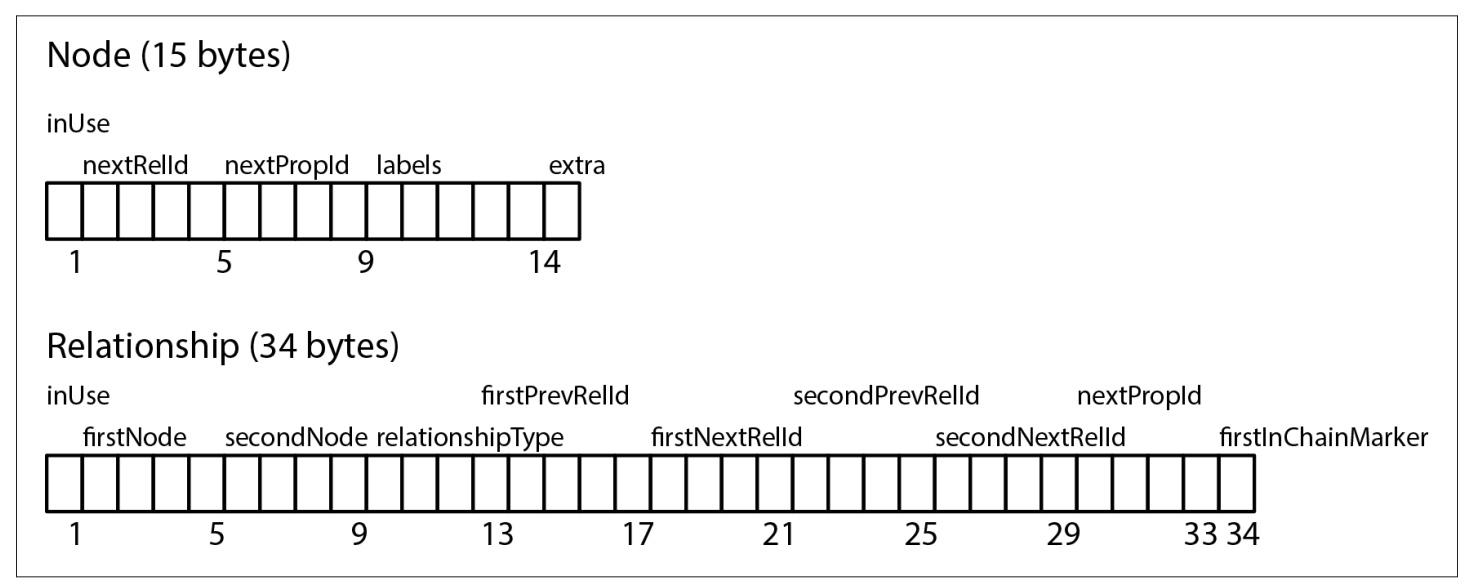 Node (15 bytes)
inUse
nextRelId nextPropId labels extra
1 5 9 14
Relationship (34 bytes)
inUse firstPrevRelId secondPrevRelId nextPropId
firstNode secondNode relationshipType firstNextRelId secondNextRelId firstInChainMarker
1 5 9 13 17 21 25 29 33 34